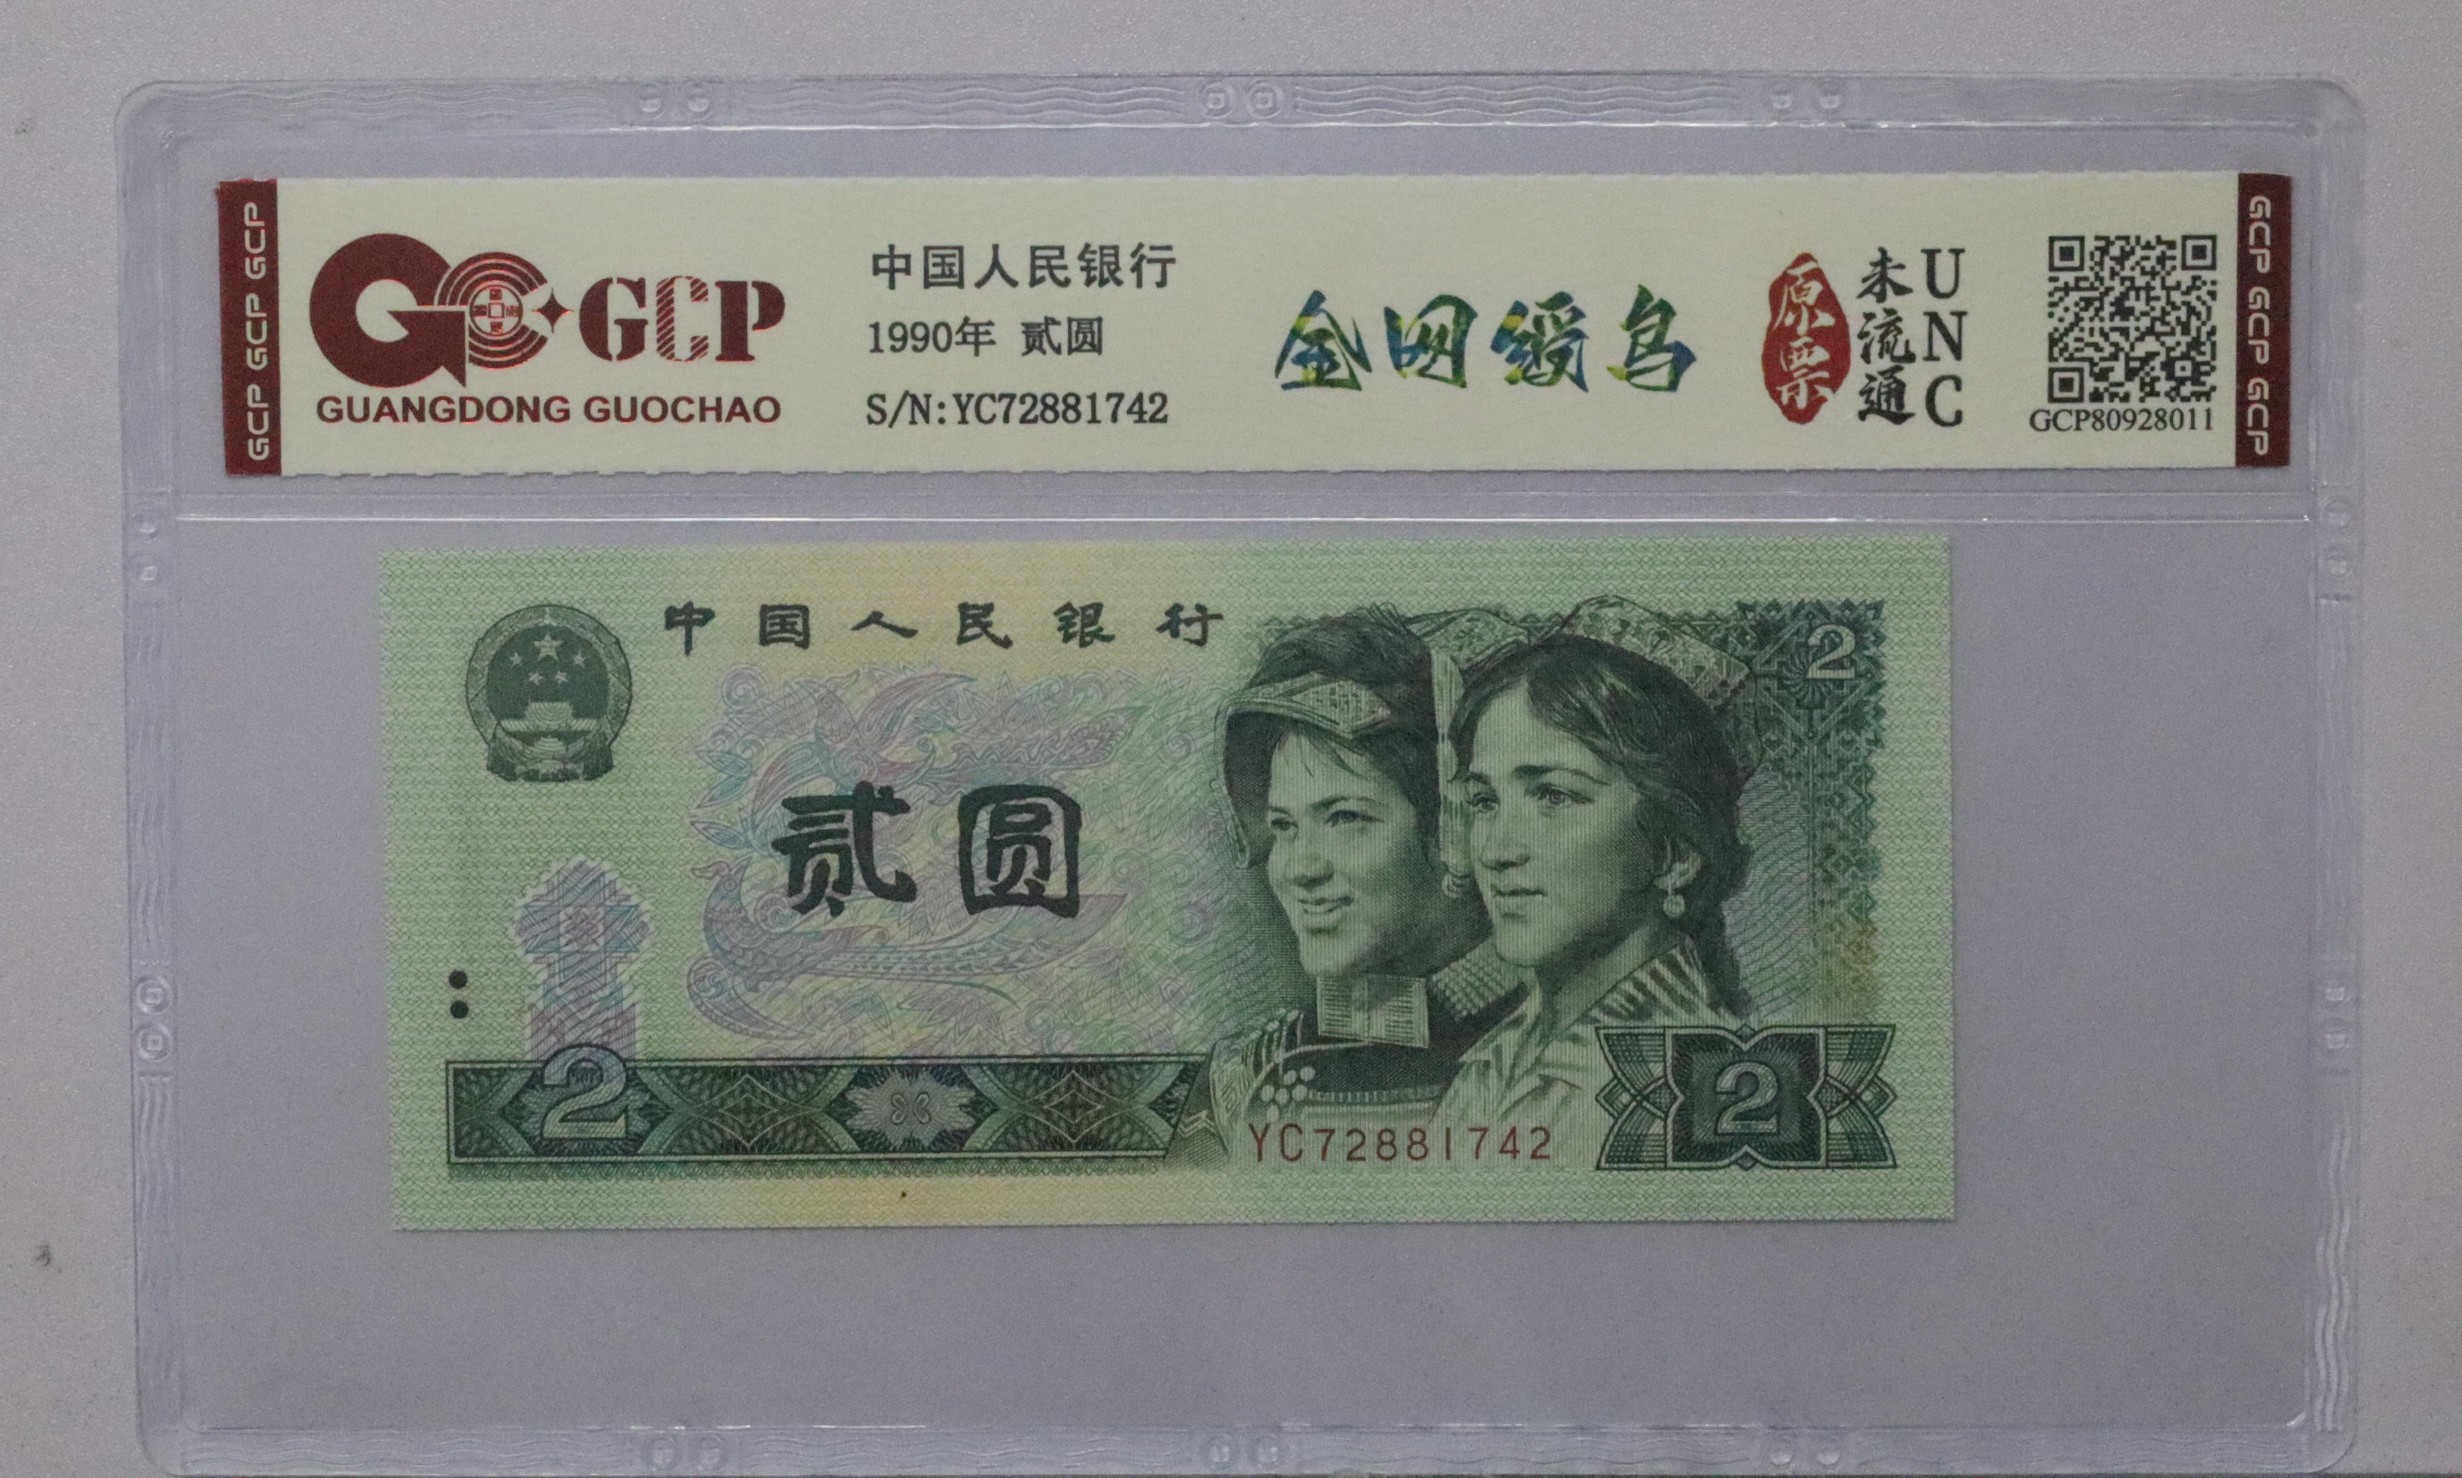 GCP GCP GCP
GCP
GUANGDONG GUOCHAO
中国人民银行
1990年 贰圆
S/N:YC72881742
金网绶鸟
原票
未流通
UNC
GCP80928011
GCP GCP GCP
中国人民银行
2
贰圆
2
2
YC72881742